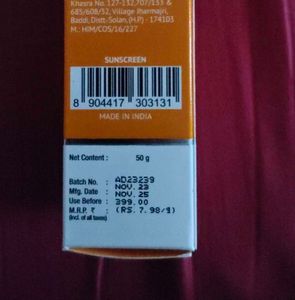 Khasra No. 127-132,707/133 &
685/608/32, Village Jharmajri,
Baddi, Distt-Solan,(H.P) - 174103
M.: HIM/COS/16/227
SUNSCREEN
8 904417 303131
MADE IN INDIA
Net Content : 50 g
Batch No. : AD23239
Mfg. Date : NOV.23
Use Before : NOV.25
M.R.P. ₹ : 399.00
(Incl. of all taxes) (RS. 7.98/g)